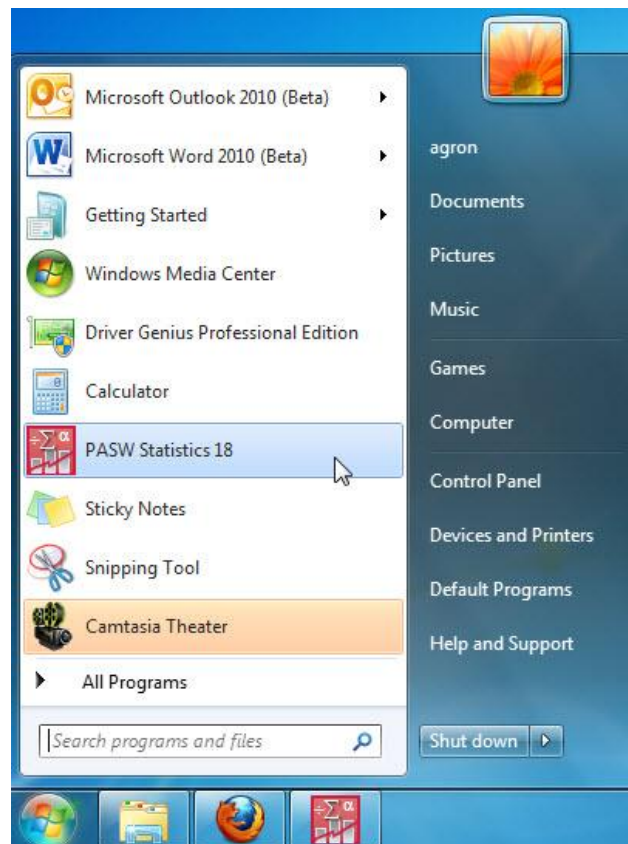 Microsoft Outlook 2010 (Beta)
Microsoft Word 2010 (Beta)
Getting Started
Windows Media Center
Driver Genius Professional Edition
Calculator
PASW Statistics 18
Sticky Notes
Snipping Tool
Camtasia Theater
All Programs
Search programs and files
agron
Documents
Pictures
Music
Games
Computer
Control Panel
Devices and Printers
Default Programs
Help and Support
Shut down